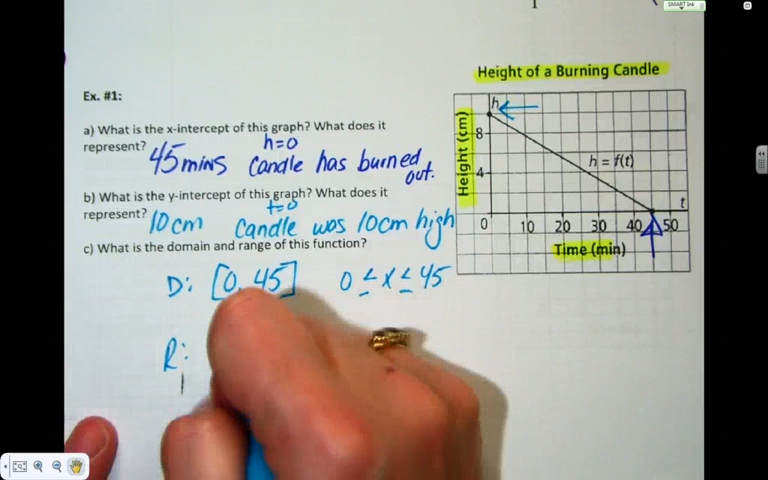 SMART Ink
Ex. #1:
a) What is the x-intercept of this graph? What does it
represent?
h=0
45 mins candle has burned
out.
b) What is the y-intercept of this graph? What does it
represent?
t=0
10cm candle was 10cm high
c) What is the domain and range of this function?
D: [0, 45] 0 ≤ x ≤ 45
R:
Height of a Burning Candle
h
Height (cm)
8
4
h = f(t)
t
0 10 20 30 40 50
Time (min)